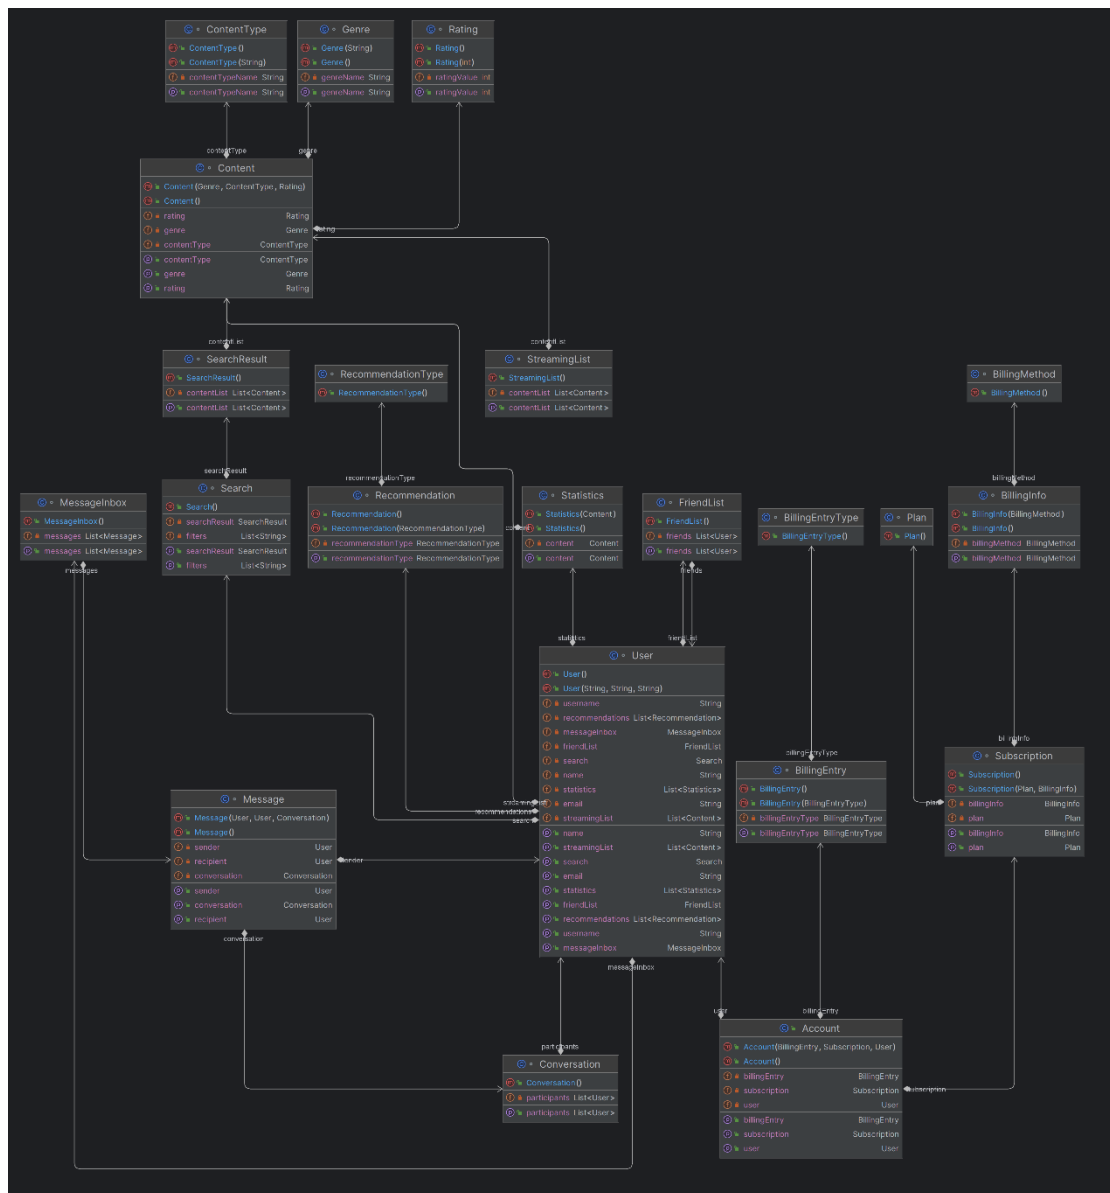 ContentType
ContentType()
ContentType(String)
contentTypeName String
contentTypeName String
Genre
Genre(String)
Genre()
genreName String
genreName String
Rating
Rating()
Rating(int)
ratingValue int
ratingValue int
contentType
genre
Content
Content(Genre, ContentType, Rating)
Content()
rating Rating
genre Genre
contentType ContentType
contentType ContentType
genre Genre
rating Rating
rating
contentList
contentList
SearchResult
SearchResult()
contentList List<Content>
contentList List<Content>
RecommendationType
RecommendationType()
StreamingList
StreamingList()
contentList List<Content>
contentList List<Content>
BillingMethod
BillingMethod()
searchResult
recommendationType
billingMethod
MessageInbox
MessageInbox()
messages List<Message>
messages List<Message>
messages
Search
Search()
searchResult SearchResult
filters List<String>
searchResult SearchResult
filters List<String>
Recommendation
Recommendation()
Recommendation(RecommendationType)
recommendationType RecommendationType
recommendationType RecommendationType
Statistics
Statistics(Content)
Statistics()
content Content
content Content
FriendList
FriendList()
friends List<User>
friends List<User>
friends
BillingEntryType
BillingEntryType()
Plan
Plan()
BillingInfo
BillingInfo(BillingMethod)
BillingInfo()
billingMethod BillingMethod
billingMethod BillingMethod
statistics
friendList
User
User()
User(String, String, String)
username String
recommendations List<Recommendation>
messageInbox MessageInbox
friendList FriendList
search Search
name String
statistics List<Statistics>
email String
streamingList List<Content>
name String
streamingList List<Content>
search Search
email String
statistics List<Statistics>
friendList FriendList
recommendations List<Recommendation>
username String
messageInbox MessageInbox
streamingList
recommendations
search
messageInbox
billingEntryType
BillingEntry
BillingEntry()
BillingEntry(BillingEntryType)
billingEntryType BillingEntryType
billingEntryType BillingEntryType
billingInfo
Subscription
Subscription()
Subscription(Plan, BillingInfo)
billingInfo BillingInfo
plan Plan
billingInfo BillingInfo
plan Plan
plan
Message
Message(User, User, Conversation)
Message()
sender User
recipient User
conversation Conversation
sender User
conversation Conversation
recipient User
sender
conversation
participants
Conversation
Conversation()
participants List<User>
participants List<User>
user
billingEntry
Account
Account(BillingEntry, Subscription, User)
Account()
billingEntry BillingEntry
subscription Subscription
user User
billingEntry BillingEntry
subscription Subscription
user User
subscription